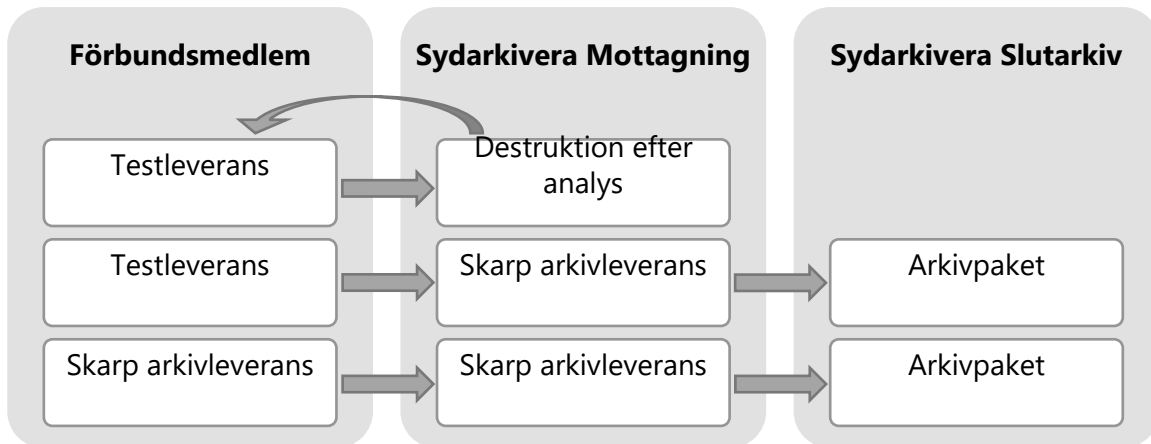 Förbundsmedlem
Sydarkivera Mottagning
Sydarkivera Slutarkiv
Testleverans
Destruktion efter
analys
Testleverans
Skarp arkivleverans
Arkivpaket
Skarp arkivleverans
Skarp arkivleverans
Arkivpaket